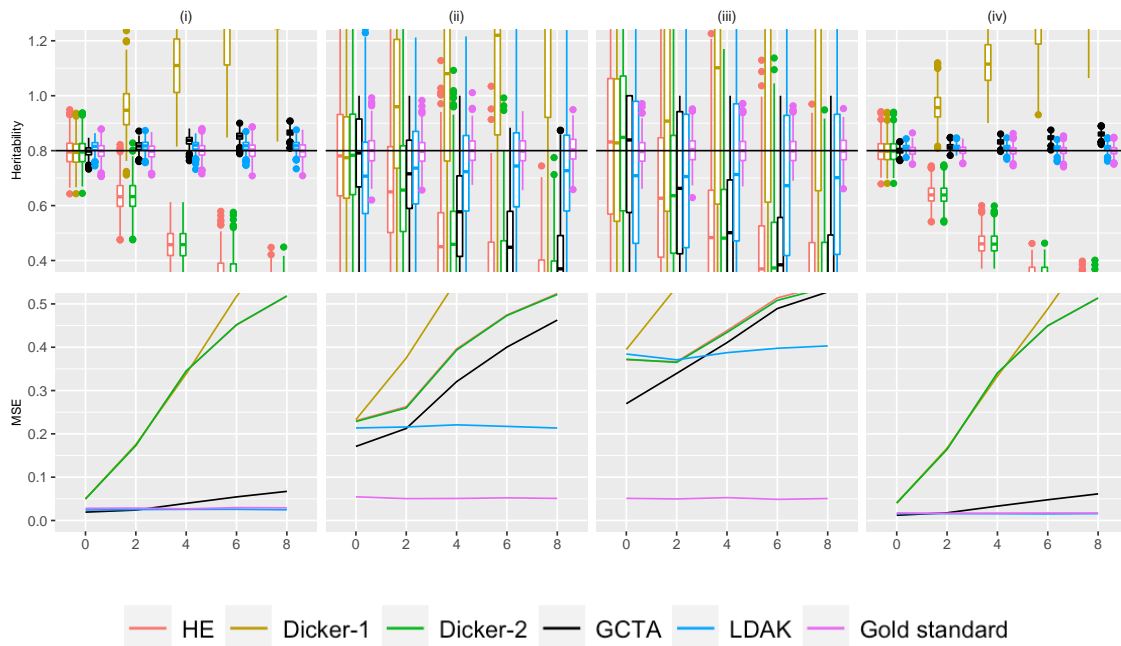 (i) (ii) (iii) (iv)
Heritability
1.2
1.0
0.8
0.6
0.4
MSE
0.5
0.4
0.3
0.2
0.1
0.0
0 2 4 6 8 0 2 4 6 8 0 2 4 6 8 0 2 4 6 8
HE Dicker-1 Dicker-2 GCTA LDAK Gold standard